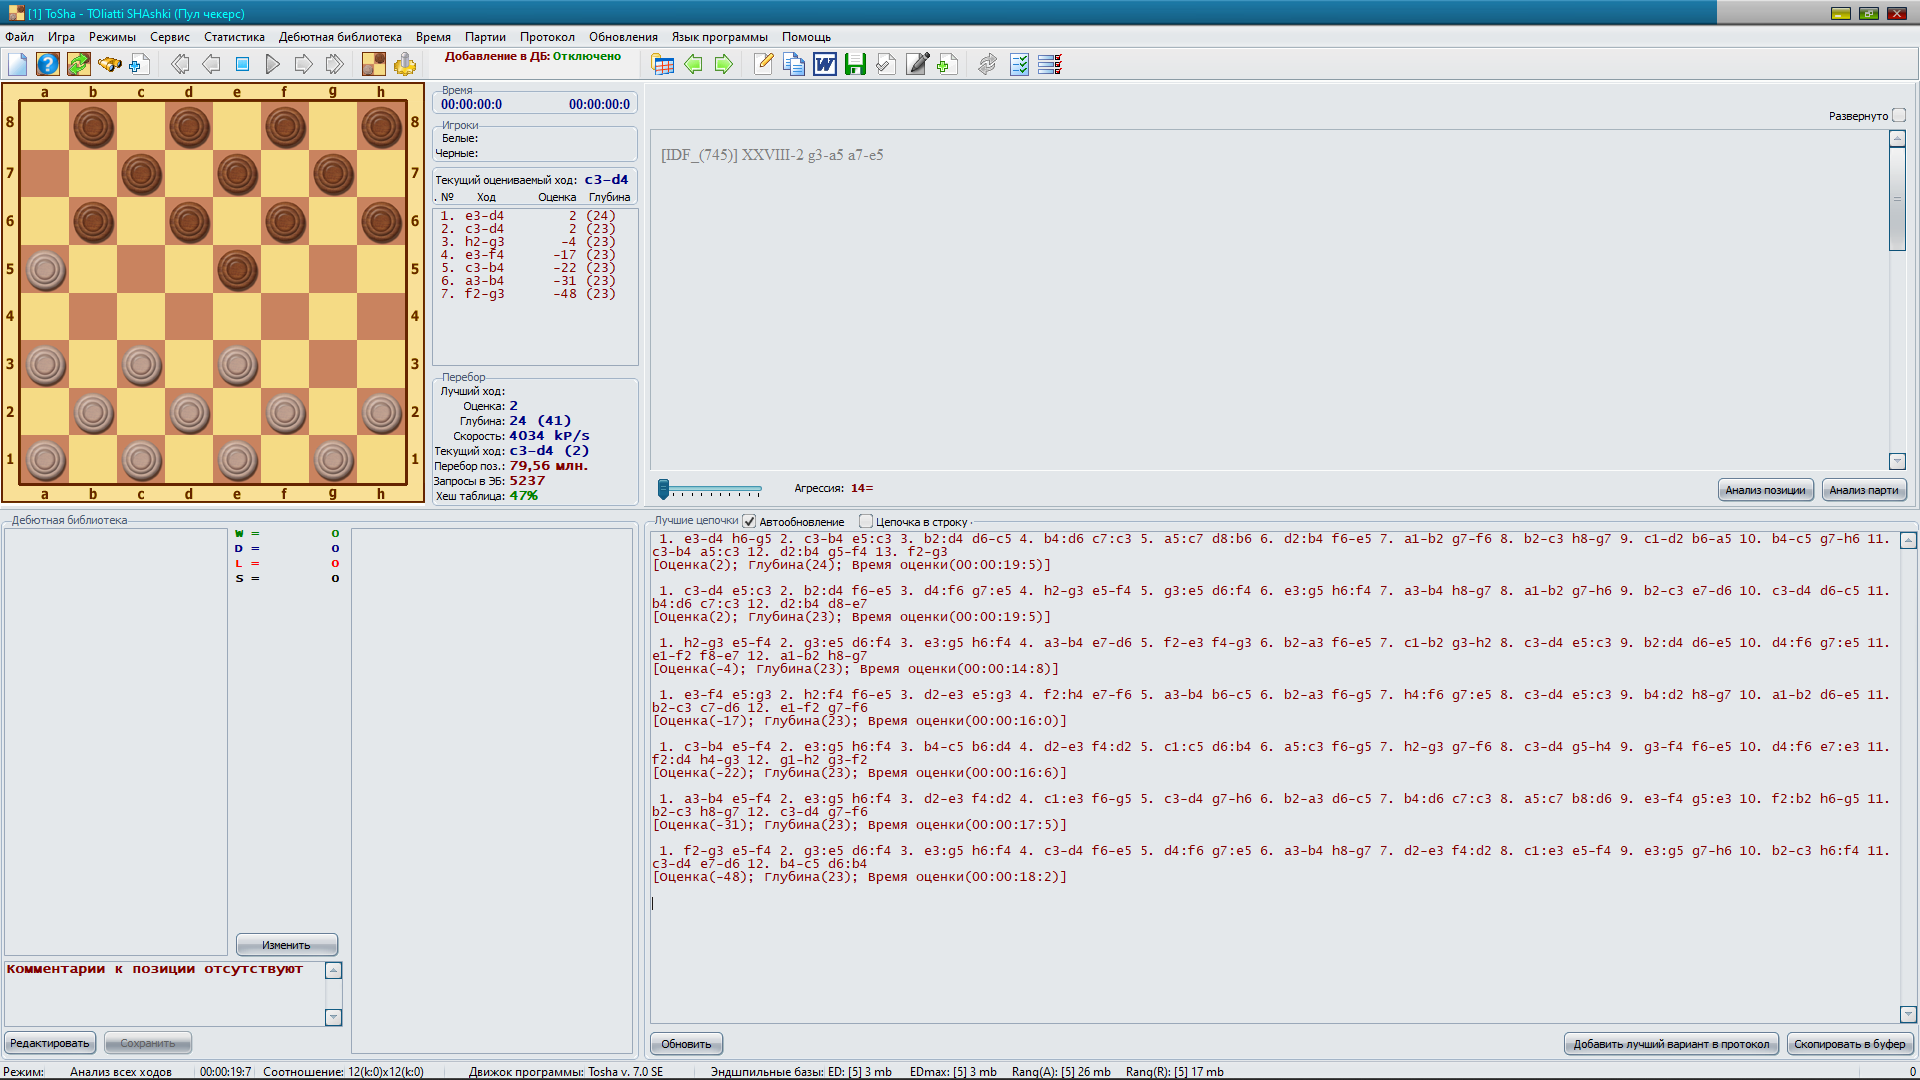 [1] ToSha - TOliatti SHAshki (Пул чекерс)
Файл Игра Режимы Сервис Статистика Дебютная библиотека Время Партии Протокол Обновления Язык программы Помощь
Добавление в ДБ: Отключено
a b c d e f g h
8 8
7 7
6 6
5 5
4 4
3 3
2 2
1 1
a b c d e f g h
Время
00:00:00:0 00:00:00:0
Игроки
Белые:
Черные:
Текущий оцениваемый ход: c3-d4
. № Ход Оценка Глубина
1. e3-d4 2 (24)
2. c3-d4 2 (23)
3. h2-g3 -4 (23)
4. e3-f4 -17 (23)
5. c3-b4 -22 (23)
6. a3-b4 -31 (23)
7. f2-g3 -48 (23)
Перебор
Лучший ход:
Оценка: 2
Глубина: 24 (41)
Скорость: 4034 kP/s
Текущий ход: c3-d4 (2)
Перебор поз.: 79,56 млн.
Запросы в ЭБ: 5237
Хеш таблица: 47%
Развернуто
[IDF_(745)] XXVIII-2 g3-a5 a7-e5
Агрессия: 14=
Анализ позиции Анализ парти
Дебютная библиотека
W = 0
D = 0
L = 0
S = 0
Изменить
Комментарии к позиции отсутствуют
Редактировать Сохранить
Лучшие цепочки Автообновление Цепочка в строку
1. e3-d4 h6-g5 2. c3-b4 e5:c3 3. b2:d4 d6-c5 4. b4:d6 c7:c3 5. a5:c7 d8:b6 6. d2:b4 f6-e5 7. a1-b2 g7-f6 8. b2-c3 h8-g7 9. c1-d2 b6-a5 10. b4-c5 g7-h6 11.
c3-b4 a5:c3 12. d2:b4 g5-f4 13. f2-g3
[Оценка(2); Глубина(24); Время оценки(00:00:19:5)]
1. c3-d4 e5:c3 2. b2:d4 f6-e5 3. d4:f6 g7:e5 4. h2-g3 e5-f4 5. g3:e5 d6:f4 6. e3:g5 h6:f4 7. a3-b4 h8-g7 8. a1-b2 g7-h6 9. b2-c3 e7-d6 10. c3-d4 d6-c5 11.
b4:d6 c7:c3 12. d2:b4 d8-e7
[Оценка(2); Глубина(23); Время оценки(00:00:19:5)]
1. h2-g3 e5-f4 2. g3:e5 d6:f4 3. e3:g5 h6:f4 4. a3-b4 e7-d6 5. f2-e3 f4-g3 6. b2-a3 f6-e5 7. c1-b2 g3-h2 8. c3-d4 e5:c3 9. b2:d4 d6-e5 10. d4:f6 g7:e5 11.
e1-f2 f8-e7 12. a1-b2 h8-g7
[Оценка(-4); Глубина(23); Время оценки(00:00:14:8)]
1. e3-f4 e5:g3 2. h2:f4 f6-e5 3. d2-e3 e5:g3 4. f2:h4 e7-f6 5. a3-b4 b6-c5 6. b2-a3 f6-g5 7. h4:f6 g7:e5 8. c3-d4 e5:c3 9. b4:d2 h8-g7 10. a1-b2 d6-e5 11.
b2-c3 c7-d6 12. e1-f2 g7-f6
[Оценка(-17); Глубина(23); Время оценки(00:00:16:0)]
1. c3-b4 e5-f4 2. e3:g5 h6:f4 3. b4-c5 b6:d4 4. d2-e3 f4:d2 5. c1:c5 d6:b4 6. a5:c3 f6-g5 7. h2-g3 g7-f6 8. c3-d4 g5-h4 9. g3-f4 f6-e5 10. d4:f6 e7:e3 11.
f2:d4 h4-g3 12. g1-h2 g3-f2
[Оценка(-22); Глубина(23); Время оценки(00:00:16:6)]
1. a3-b4 e5-f4 2. e3:g5 h6:f4 3. d2-e3 f4:d2 4. c1:e3 f6-g5 5. c3-d4 g7-h6 6. b2-a3 d6-c5 7. b4:d6 c7:c3 8. a5:c7 b8:d6 9. e3-f4 g5:e3 10. f2:b2 h6-g5 11.
b2-c3 h8-g7 12. c3-d4 g7-f6
[Оценка(-31); Глубина(23); Время оценки(00:00:17:5)]
1. f2-g3 e5-f4 2. g3:e5 d6:f4 3. e3:g5 h6:f4 4. c3-d4 f6-e5 5. d4:f6 g7:e5 6. a3-b4 h8-g7 7. d2-e3 f4:d2 8. c1:e3 e5-f4 9. e3:g5 g7-h6 10. b2-c3 h6:f4 11.
c3-d4 e7-d6 12. b4-c5 d6:b4
[Оценка(-48); Глубина(23); Время оценки(00:00:18:2)]
Обновить Добавить лучший вариант в протокол Скопировать в буфер
Режим: Анализ всех ходов 00:00:19:7 Соотношение: 12(k:0)x12(k:0) Движок программы: Tosha v. 7.0 SE Эндшпильные базы: ED: [5] 3 mb EDmax: [5] 3 mb Rang(A): [5] 26 mb Rang(R): [5] 17 mb 0